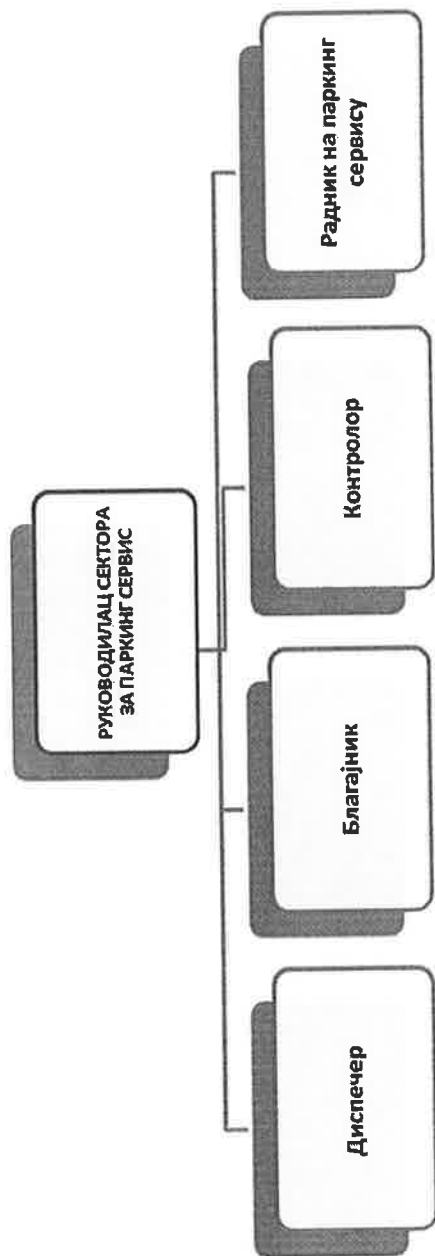 РУКОВОДИЛАЦ СЕКТОРА
ЗА ПАРКИНГ СЕРВИС
Диспечер
Благајник
Контролор
Радник на паркинг
сервису